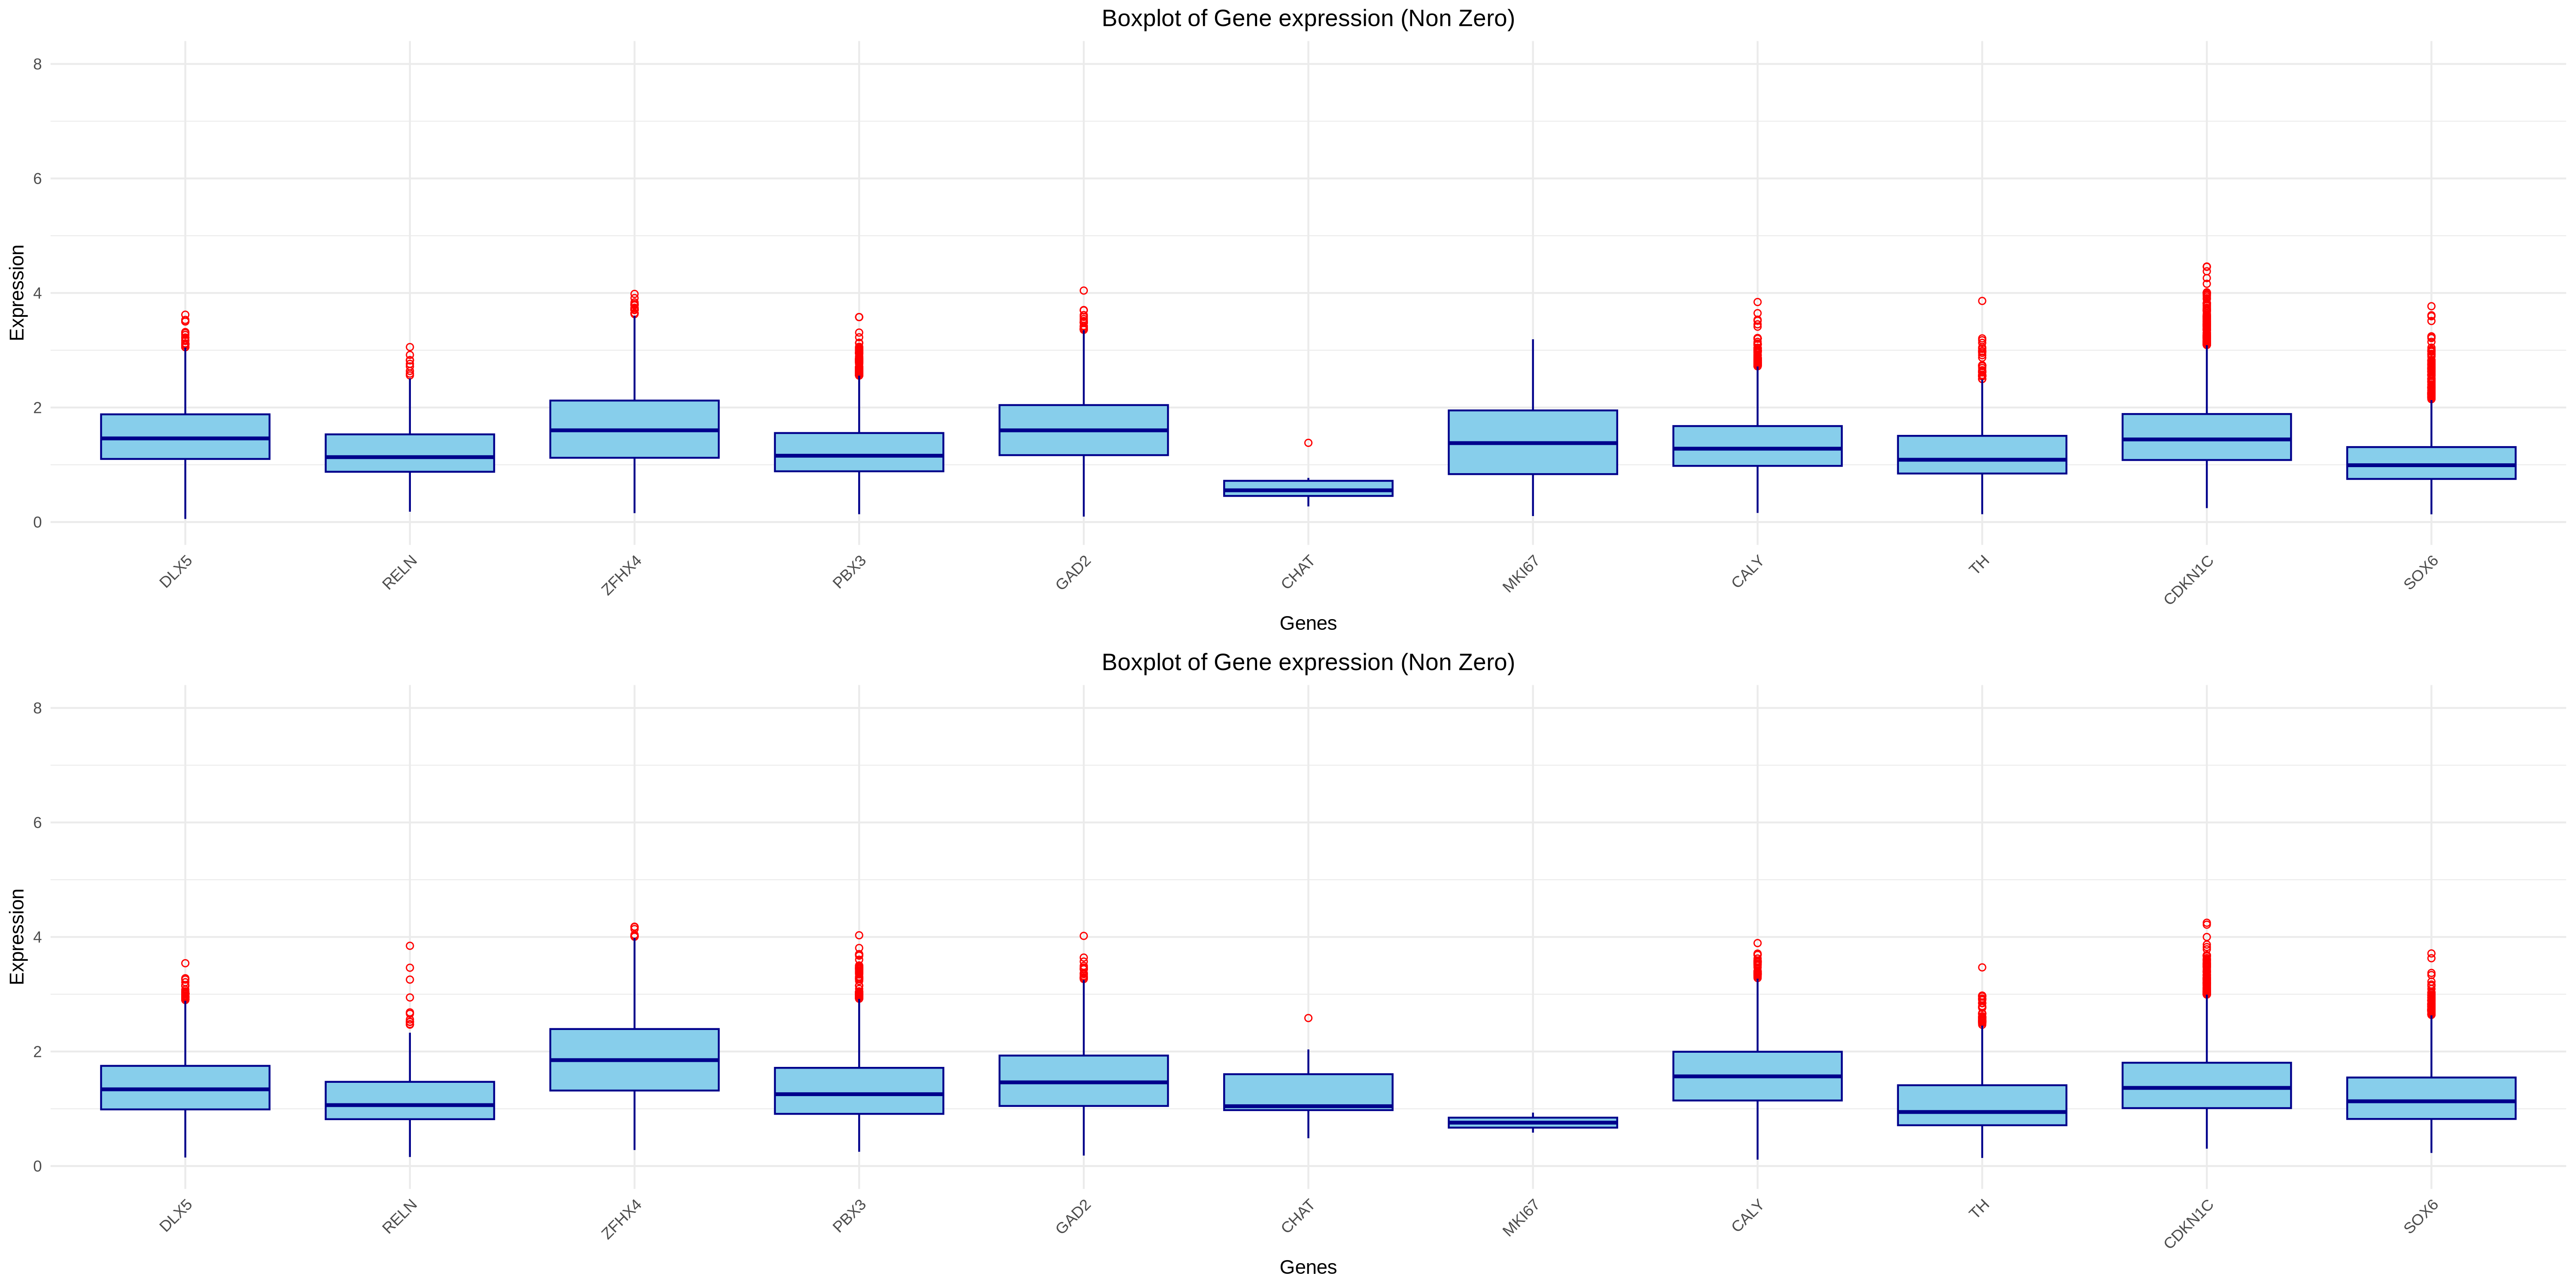 Boxplot of Gene expression (Non Zero)
8
6
4
2
0
Expression
DLX5 RELN ZFHX4 PBX3 GAD2 CHAT MKI67 CALY TH CDKN1C SOX6
Genes
Boxplot of Gene expression (Non Zero)
8
6
4
2
0
Expression
DLX5 RELN ZFHX4 PBX3 GAD2 CHAT MKI67 CALY TH CDKN1C SOX6
Genes